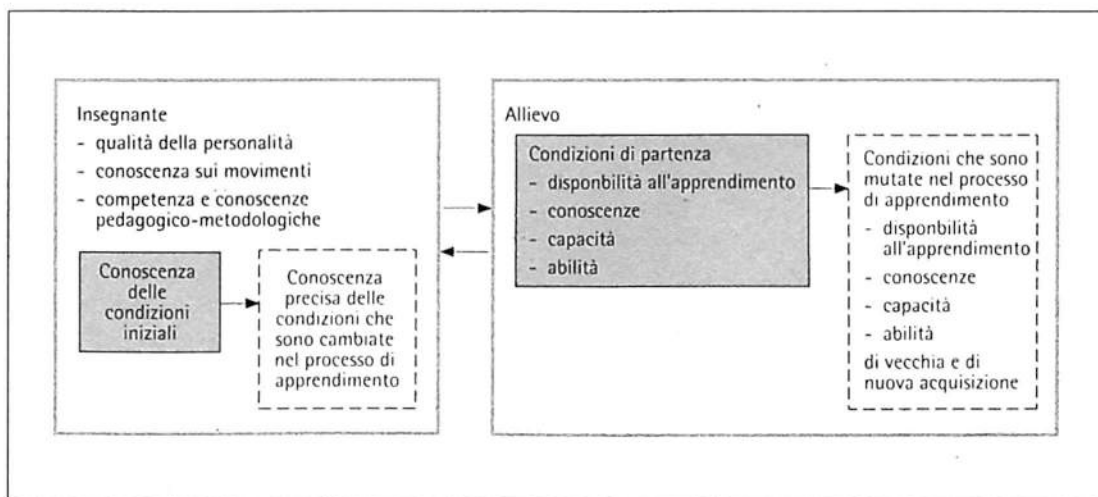 Insegnante
- qualità della personalità
- conoscenza sui movimenti
- competenza e conoscenze
pedagogico-metodologiche
Conoscenza
delle
condizioni
iniziali
Conoscenza
precisa delle
condizioni che
sono cambiate
nel processo di
apprendimento
Allievo
Condizioni di partenza
- disponbilità all'apprendimento
- conoscenze
- capacità
- abilità
Condizioni che sono
mutate nel processo
di apprendimento
- disponbilità
all'apprendimento
- conoscenze
- capacità
- abilità
di vecchia e di
nuova acquisizione